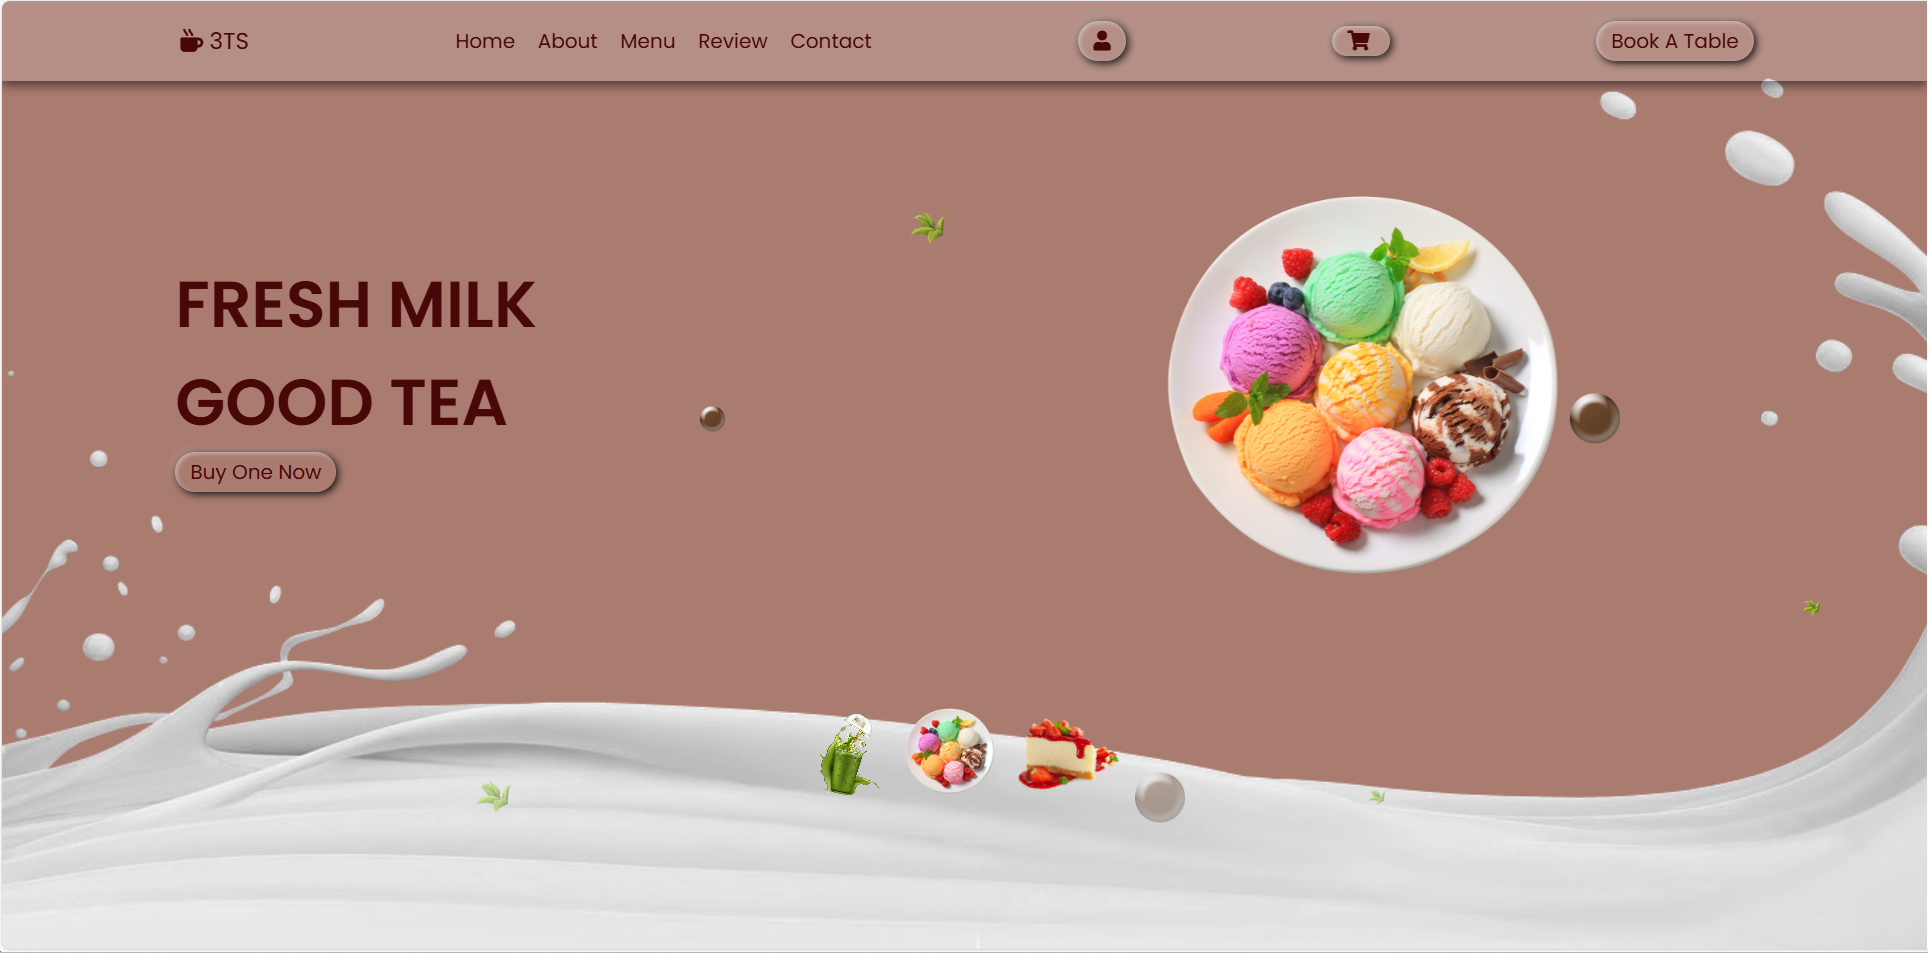 3TS
Home About Menu Review Contact
Book A Table
FRESH MILK
GOOD TEA
Buy One Now